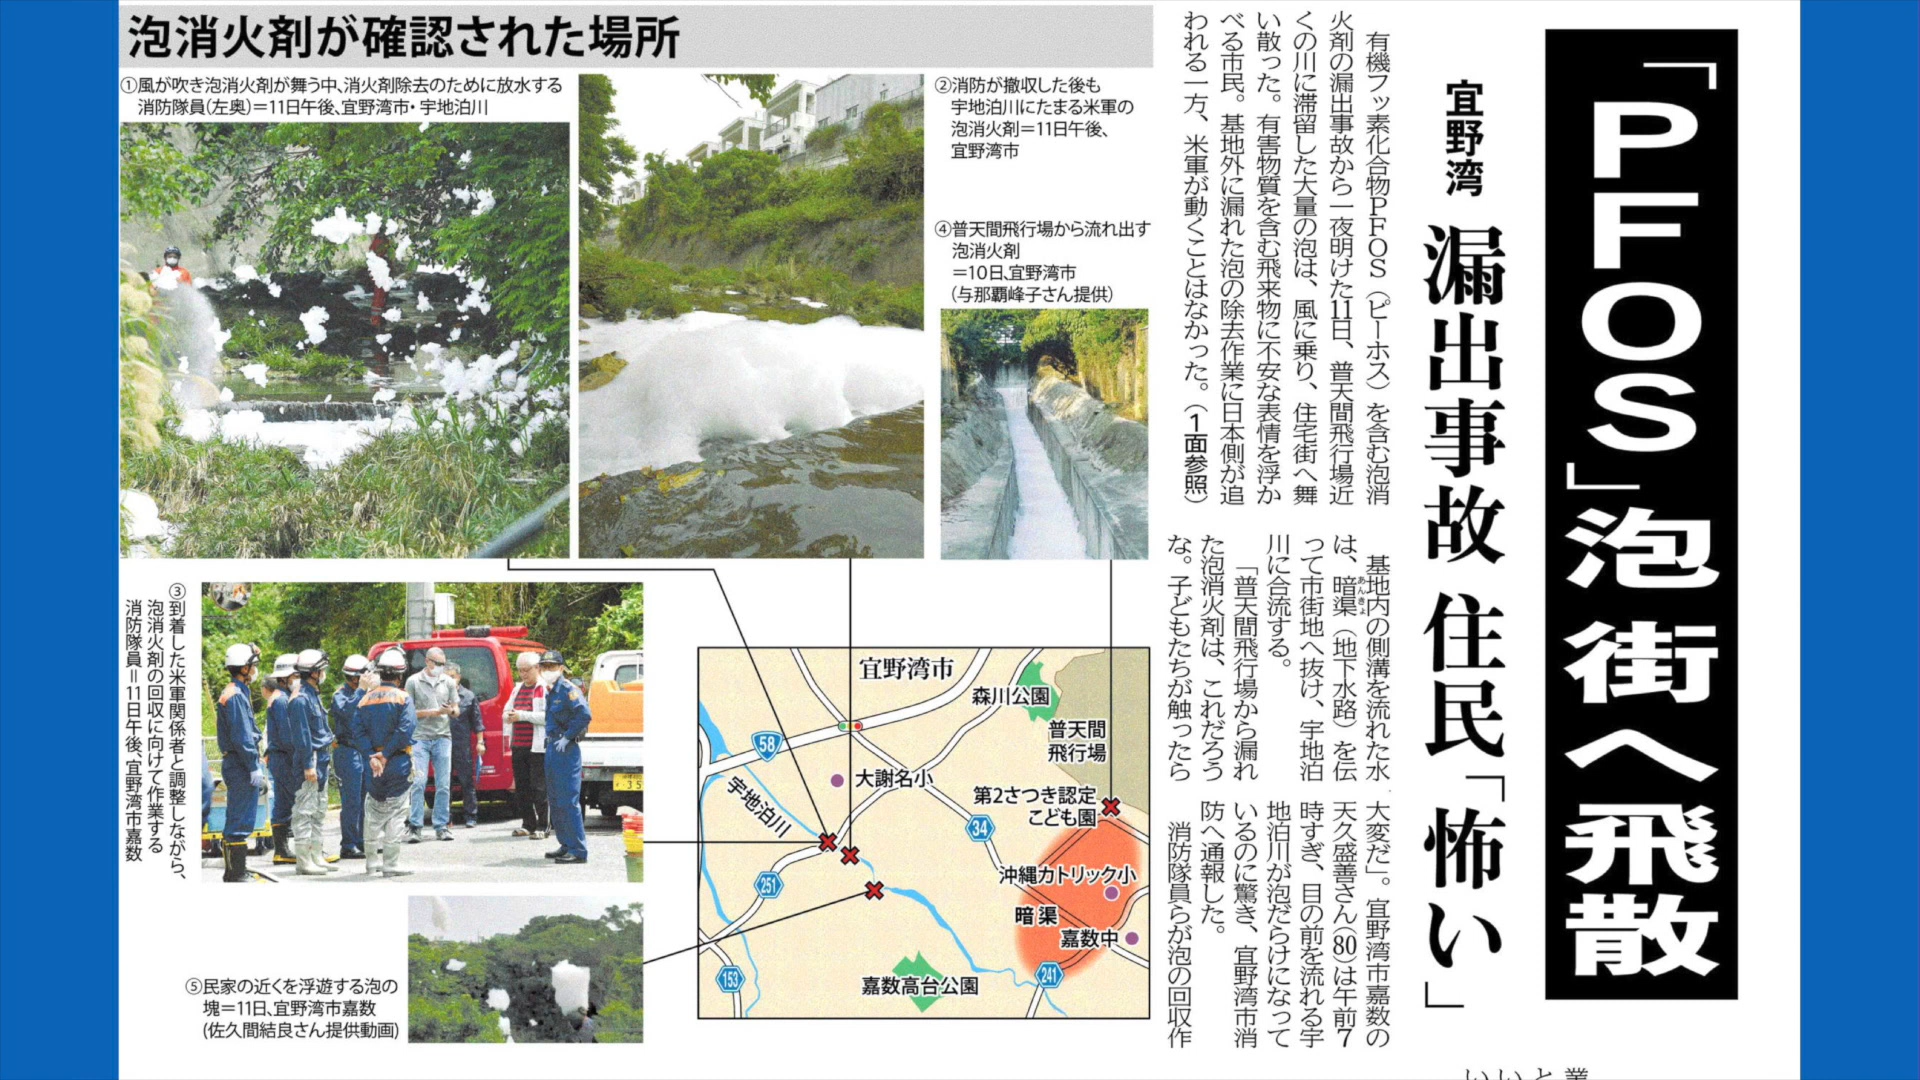 「PFOS」泡 街へ飛散
宜野湾 漏出事故 住民「怖い」
有機フッ素化合物PFOS（ピーホス）を含む泡消
火剤の漏出事故から一夜明けた11日、普天間飛行場近
くの川に滞留した大量の泡は、風に乗り、住宅街へ舞
い散った。有害物質を含む飛来物に不安な表情を浮か
べる市民。基地外に漏れた泡の除去作業に日本側が追
われる一方、米軍が動くことはなかった。（1面参照）
基地内の側溝を流れた水
は、暗渠（地下水路）を伝
あんきょ
って市街地へ抜け、宇地泊
川に合流する。
「普天間飛行場から漏れ
た泡消火剤は、これだろう
な。子どもたちが触ったら
大変だ」。宜野湾市嘉数の
天久盛善さん(80)は午前7
時すぎ、目の前を流れる宇
地泊川が泡だらけになって
いるのに驚き、宜野湾市消
防へ通報した。
消防隊員らが泡の回収作
泡消火剤が確認された場所
①風が吹き泡消火剤が舞う中、消火剤除去のために放水する
消防隊員(左奥)＝11日午後、宜野湾市・宇地泊川
②消防が撤収した後も
宇地泊川にたまる米軍の
泡消火剤＝11日午後、
宜野湾市
④普天間飛行場から流れ出す
泡消火剤
＝10日、宜野湾市
(与那覇峰子さん提供)
③到着した米軍関係者と調整しながら、
泡消火剤の回収に向けて作業する
消防隊員＝11日午後、宜野湾市嘉数
⑤民家の近くを浮遊する泡の
塊＝11日、宜野湾市嘉数
(佐久間結良さん提供動画)
宜野湾市
森川公園
普天間
飛行場
58
大謝名小
宇地泊川
第2さつき認定
こども園
34
251
沖縄カトリック小
暗渠
嘉数中
153
嘉数高台公園
241